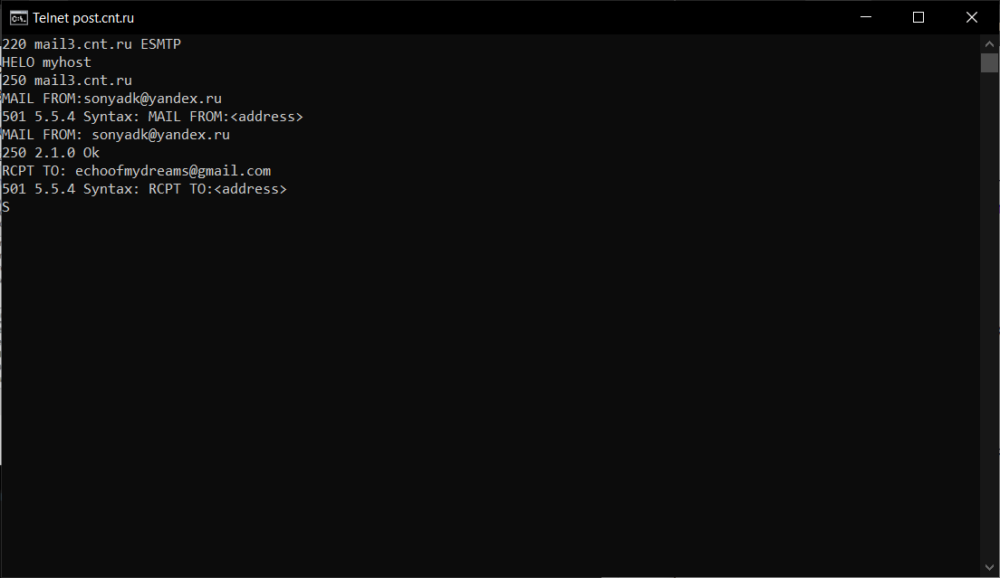 Telnet post.cnt.ru
220 mail3.cnt.ru ESMTP
HELO myhost
250 mail3.cnt.ru
MAIL FROM:sonyadk@yandex.ru
501 5.5.4 Syntax: MAIL FROM:<address>
MAIL FROM: sonyadk@yandex.ru
250 2.1.0 Ok
RCPT TO: echoofmydreams@gmail.com
501 5.5.4 Syntax: RCPT TO:<address>
S